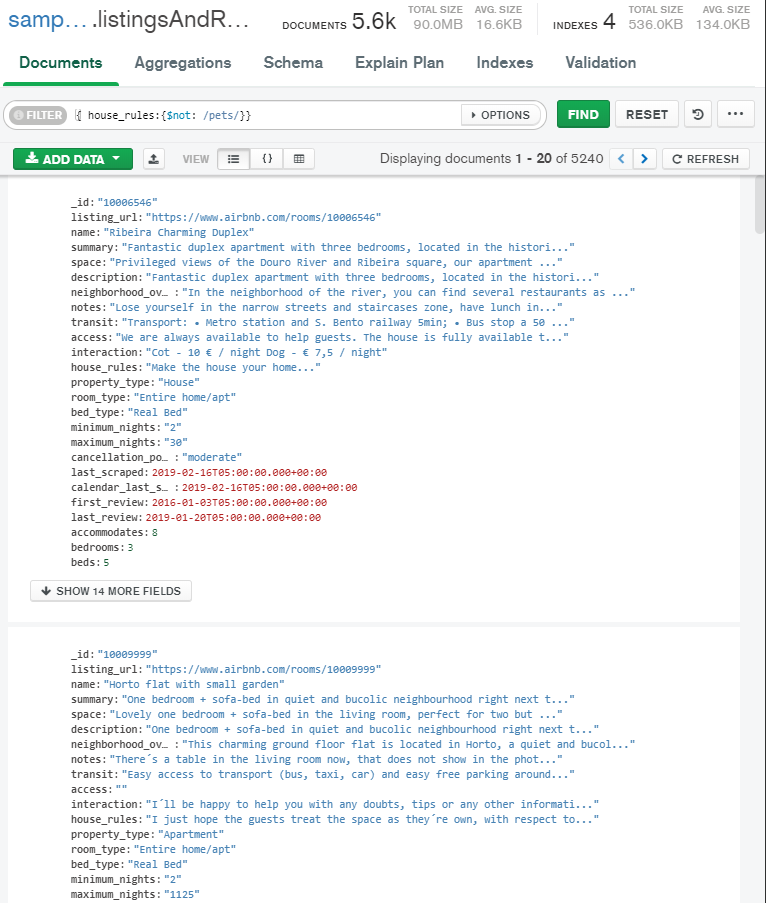 samp... .listingsAndR...
DOCUMENTS 5.6k TOTAL SIZE 90.0MB AVG. SIZE 16.6KB INDEXES 4 TOTAL SIZE 536.0KB AVG. SIZE 134.0KB
Documents Aggregations Schema Explain Plan Indexes Validation
FILTER { house_rules:{$not: /pets/}} OPTIONS FIND RESET ...
ADD DATA VIEW {} Displaying documents 1 - 20 of 5240 < > REFRESH
_id: "10006546"
listing_url: "https://www.airbnb.com/rooms/10006546"
name: "Ribeira Charming Duplex"
summary: "Fantastic duplex apartment with three bedrooms, located in the histori..."
space: "Privileged views of the Douro River and Ribeira square, our apartment ..."
description: "Fantastic duplex apartment with three bedrooms, located in the histori..."
neighborhood_ov… : "In the neighborhood of the river, you can find several restaurants as ..."
notes: "Lose yourself in the narrow streets and staircases zone, have lunch in..."
transit: "Transport: • Metro station and S. Bento railway 5min; • Bus stop a 50 ..."
access: "We are always available to help guests. The house is fully available t..."
interaction: "Cot - 10 € / night Dog - € 7,5 / night"
house_rules: "Make the house your home..."
property_type: "House"
room_type: "Entire home/apt"
bed_type: "Real Bed"
minimum_nights: "2"
maximum_nights: "30"
cancellation_po… : "moderate"
last_scraped: 2019-02-16T05:00:00.000+00:00
calendar_last_s… : 2019-02-16T05:00:00.000+00:00
first_review: 2016-01-03T05:00:00.000+00:00
last_review: 2019-01-20T05:00:00.000+00:00
accommodates: 8
bedrooms: 3
beds: 5
SHOW 14 MORE FIELDS
_id: "10009999"
listing_url: "https://www.airbnb.com/rooms/10009999"
name: "Horto flat with small garden"
summary: "One bedroom + sofa-bed in quiet and bucolic neighbourhood right next t..."
space: "Lovely one bedroom + sofa-bed in the living room, perfect for two but ..."
description: "One bedroom + sofa-bed in quiet and bucolic neighbourhood right next t..."
neighborhood_ov… : "This charming ground floor flat is located in Horto, a quiet and bucol..."
notes: "There´s a table in the living room now, that does not show in the phot..."
transit: "Easy access to transport (bus, taxi, car) and easy free parking around..."
access: ""
interaction: "I´ll be happy to help you with any doubts, tips or any other informati..."
house_rules: "I just hope the guests treat the space as they´re own, with respect to..."
property_type: "Apartment"
room_type: "Entire home/apt"
bed_type: "Real Bed"
minimum_nights: "2"
maximum_nights: "1125"